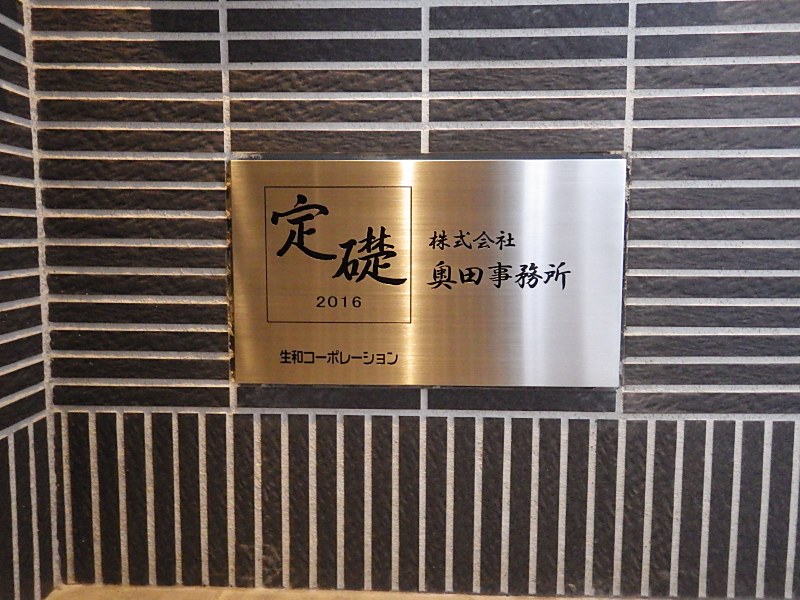 定礎
2016
生和コーポレーション
株式会社
奥田事務所